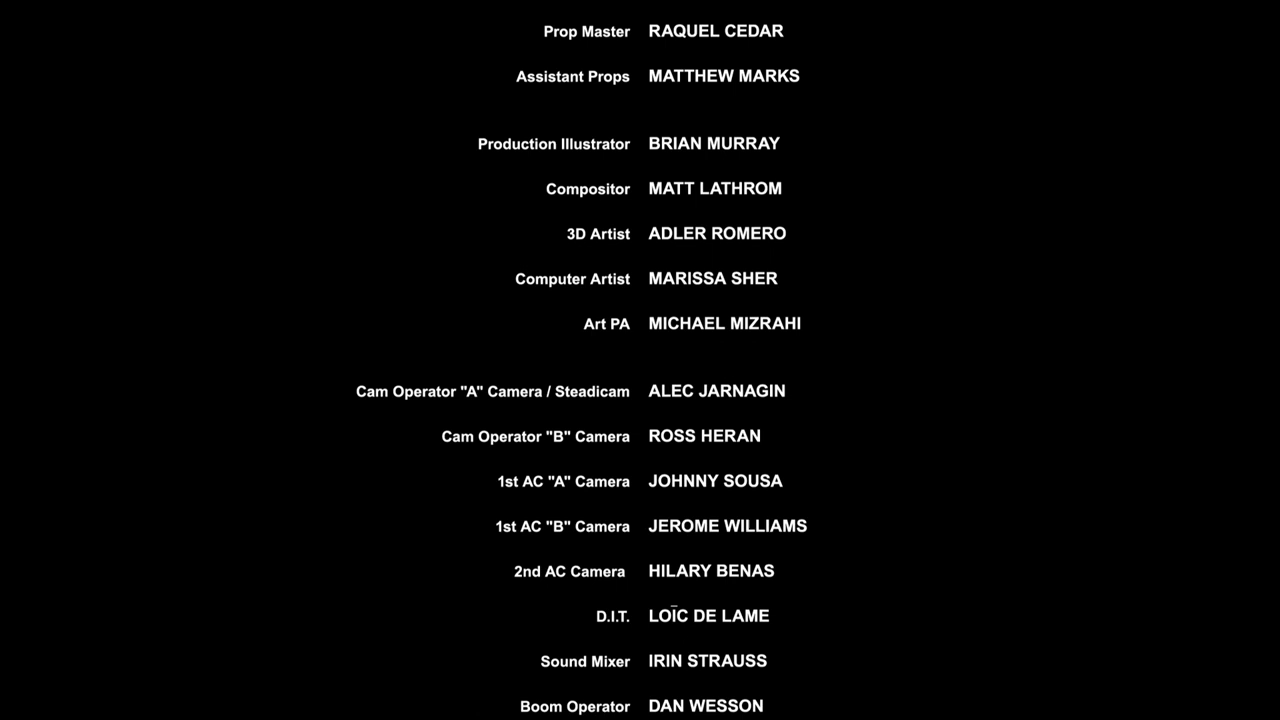 Prop Master RAQUEL CEDAR
Assistant Props MATTHEW MARKS
Production Illustrator BRIAN MURRAY
Compositor MATT LATHROM
3D Artist ADLER ROMERO
Computer Artist MARISSA SHER
Art PA MICHAEL MIZRAHI
Cam Operator "A" Camera / Steadicam ALEC JARNAGIN
Cam Operator "B" Camera ROSS HERAN
1st AC "A" Camera JOHNNY SOUSA
1st AC "B" Camera JEROME WILLIAMS
2nd AC Camera HILARY BENAS
D.I.T. LOĪC DE LAME
Sound Mixer IRIN STRAUSS
Boom Operator DAN WESSON